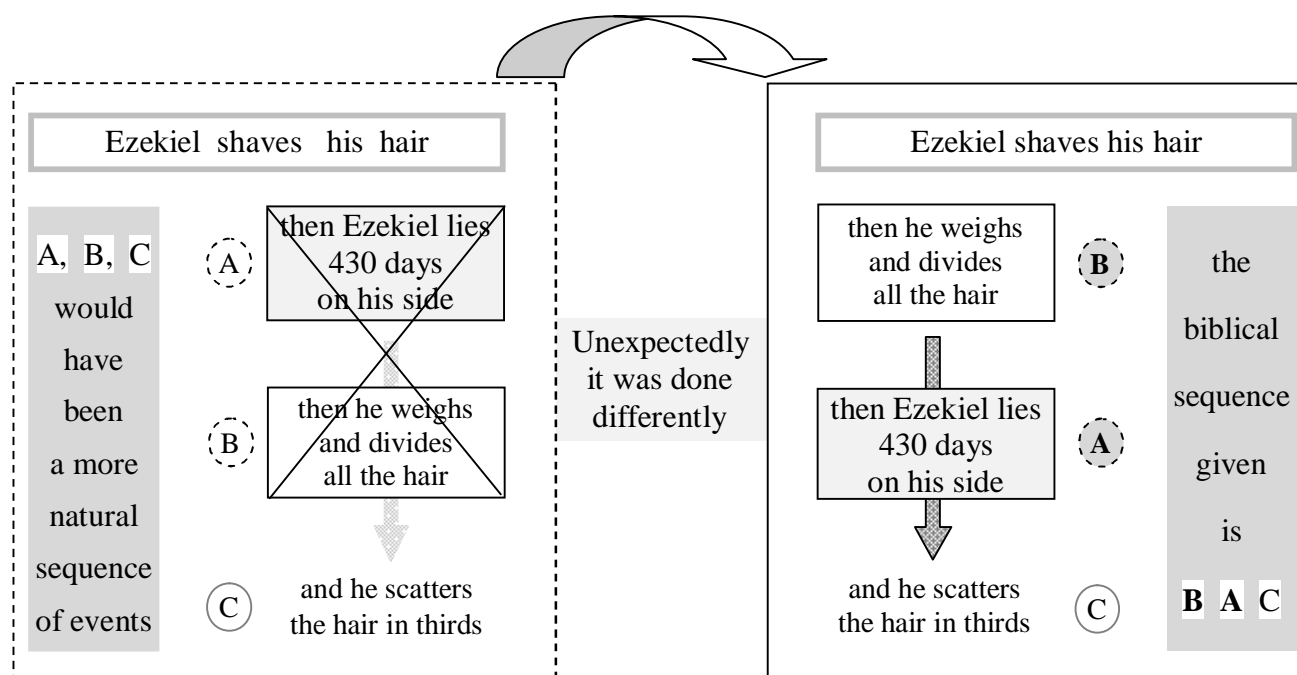 Ezekiel shaves his hair
A, B, C
would
have
been
a more
natural
sequence
of events
A
then Ezekiel lies
430 days
on his side
B
then he weighs
and divides
all the hair
C
and he scatters
the hair in thirds
Unexpectedly
it was done
differently
Ezekiel shaves his hair
then he weighs
and divides
all the hair
B
then Ezekiel lies
430 days
on his side
A
and he scatters
the hair in thirds
C
the
biblical
sequence
given
is
B A C